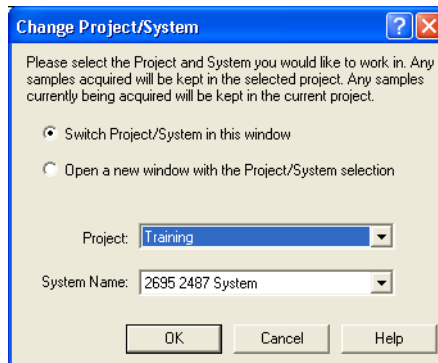 Change Project/System
Please select the Project and System you would like to work in. Any
samples acquired will be kept in the selected project. Any samples
currently being acquired will be kept in the current project.
Switch Project/System in this window
Open a new window with the Project/System selection
Project: Training
System Name: 2695 2487 System
OK Cancel Help